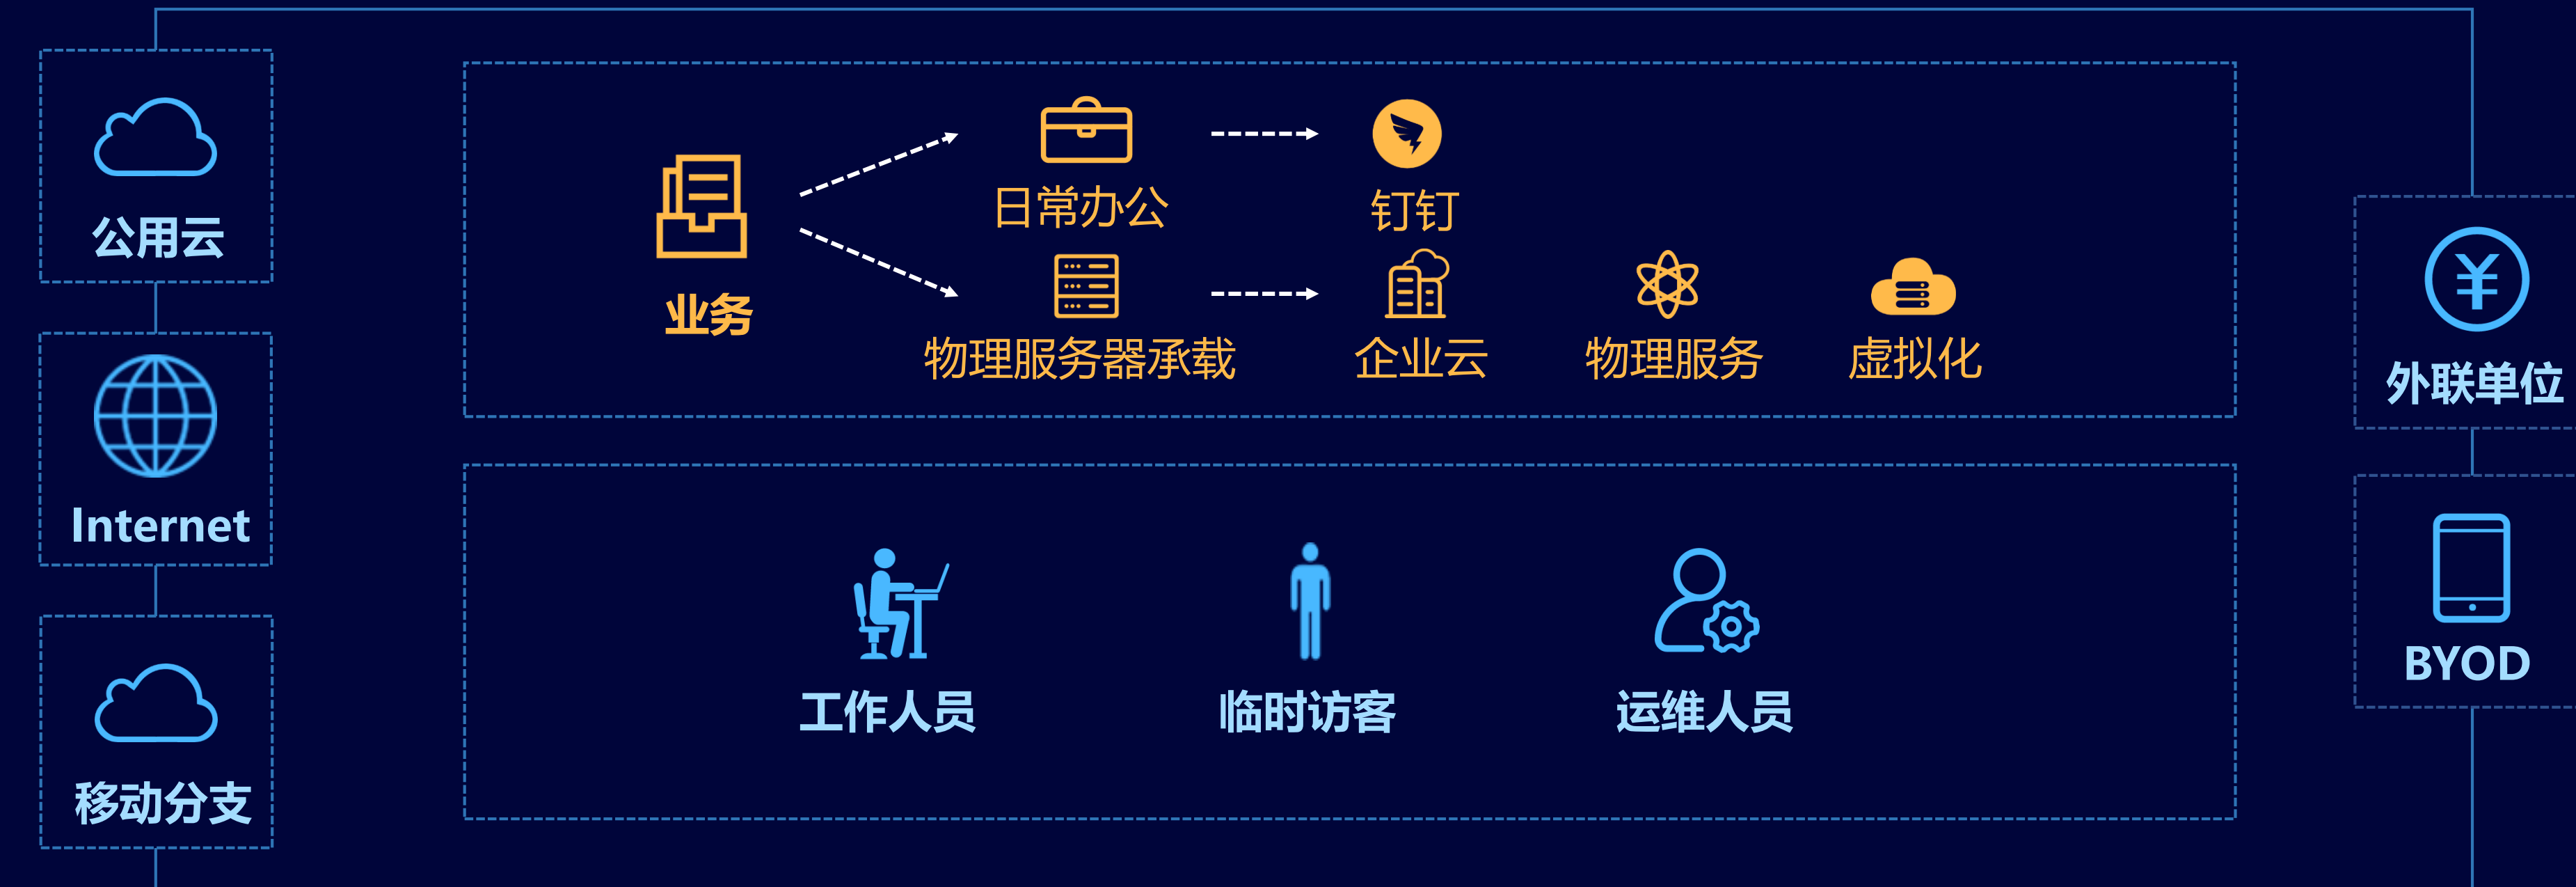 公用云
Internet
移动分支
业务
日常办公
钉钉
物理服务器承载
企业云
物理服务
虚拟化
工作人员
临时访客
运维人员
¥
外联单位
BYOD